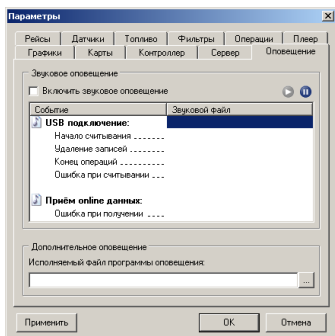 Параметры
Рейсы Датчики Топливо Фильтры Операции Плеер
Графики Карты Контроллер Сервер Оповещение
Звуковое оповещение
Включить звуковое оповещение
Событие Звуковой файл
USB подключение:
Начало считывания
Удаление записей
Конец операций
Ошибка при считывании
Приём online данных:
Ошибка при получении
Дополнительное оповещение
Исполняемый файл программы оповещения:
...
Применить OK Отмена